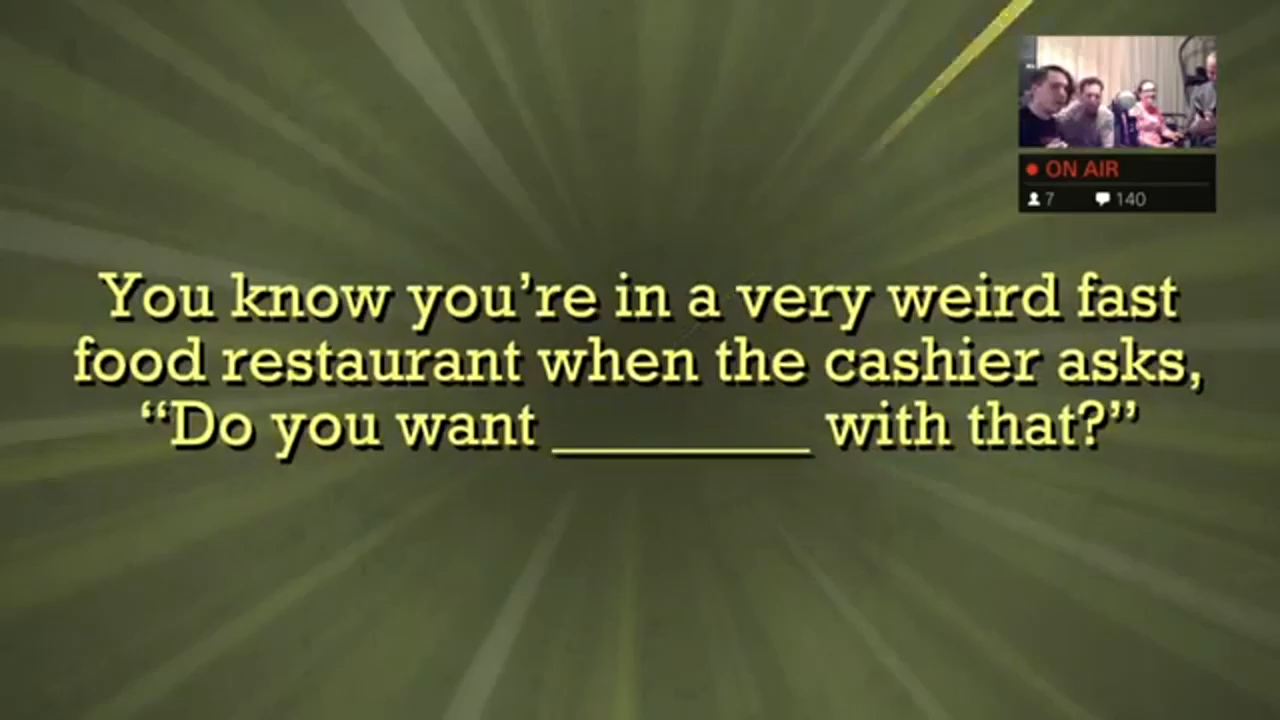 ON AIR
7 140
You know you’re in a very weird fast
food restaurant when the cashier asks,
“Do you want ________ with that?”